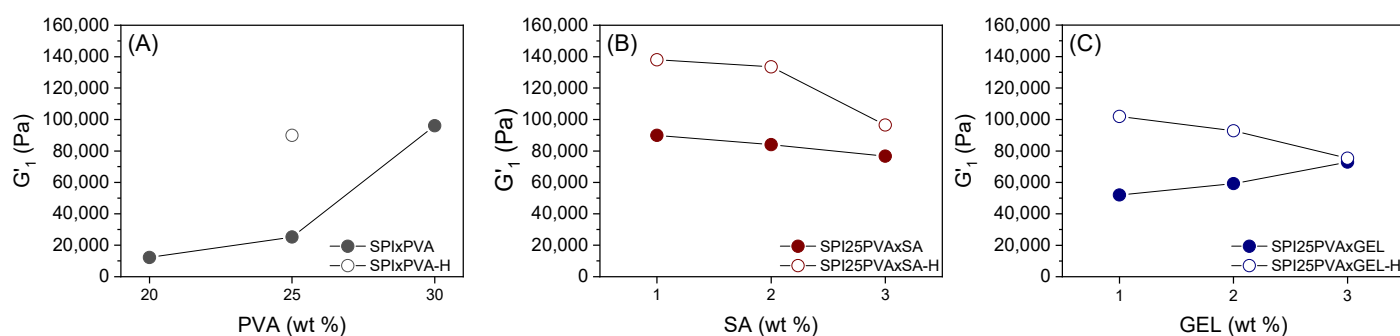 (A)
G'1 (Pa)
160,000
140,000
120,000
100,000
80,000
60,000
40,000
20,000
0
SPIxPVA
SPIxPVA-H
20 25 30
PVA (wt %)
(B)
G'1 (Pa)
160,000
140,000
120,000
100,000
80,000
60,000
40,000
20,000
0
SPI25PVAxSA
SPI25PVAxSA-H
1 2 3
SA (wt %)
(C)
G'1 (Pa)
160,000
140,000
120,000
100,000
80,000
60,000
40,000
20,000
0
SPI25PVAxGEL
SPI25PVAxGEL-H
1 2 3
GEL (wt %)